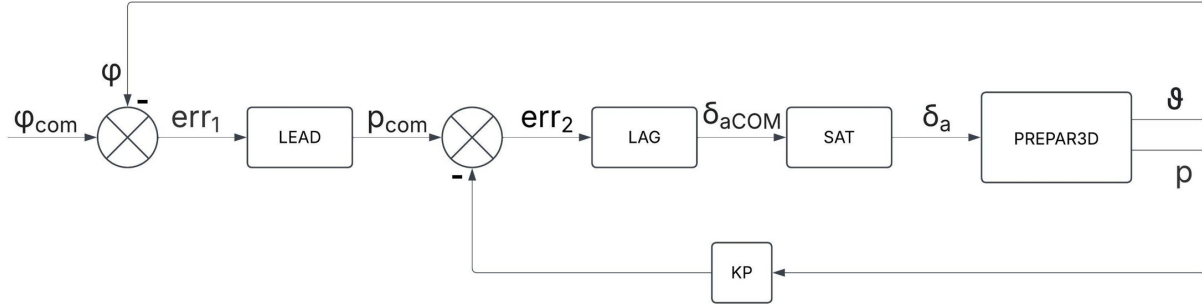 φ
-
φcom
err₁
LEAD
pcom
err₂
LAG
δaCOM
SAT
δa
PREPAR3D
ϑ
p
-
KP